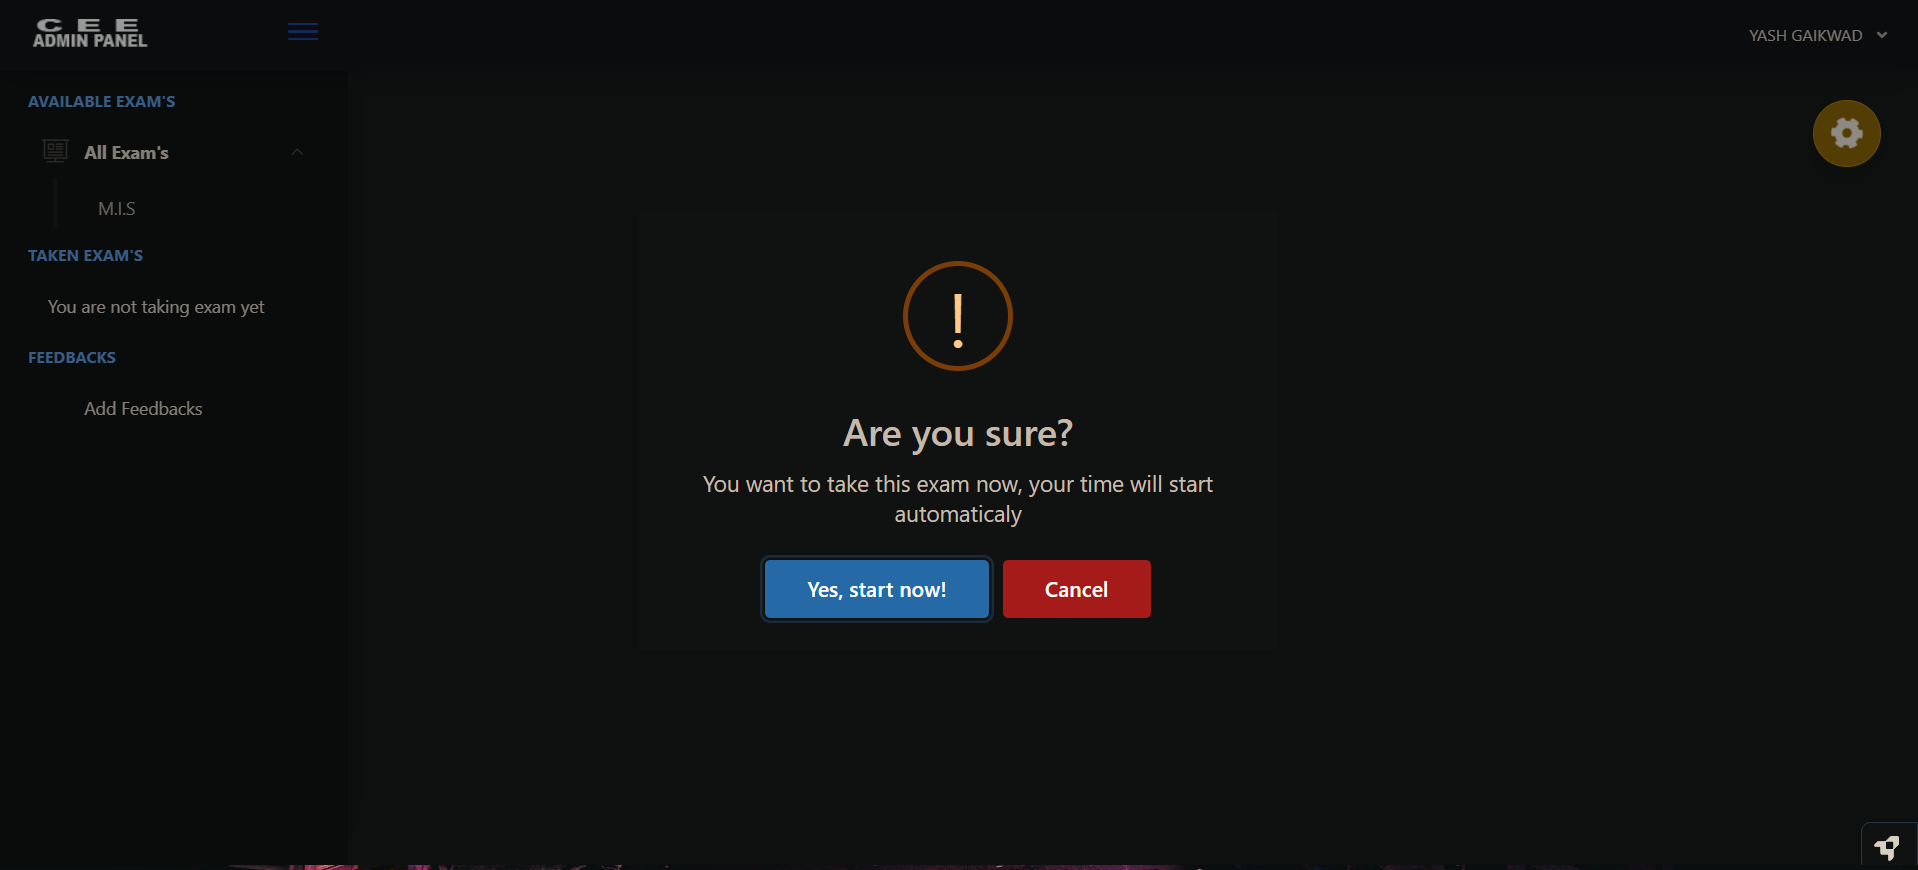 CEE
ADMIN PANEL
YASH GAIKWAD
AVAILABLE EXAM'S
All Exam's
M.I.S
TAKEN EXAM'S
You are not taking exam yet
FEEDBACKS
Add Feedbacks
!
Are you sure?
You want to take this exam now, your time will start
automaticaly
Yes, start now!
Cancel